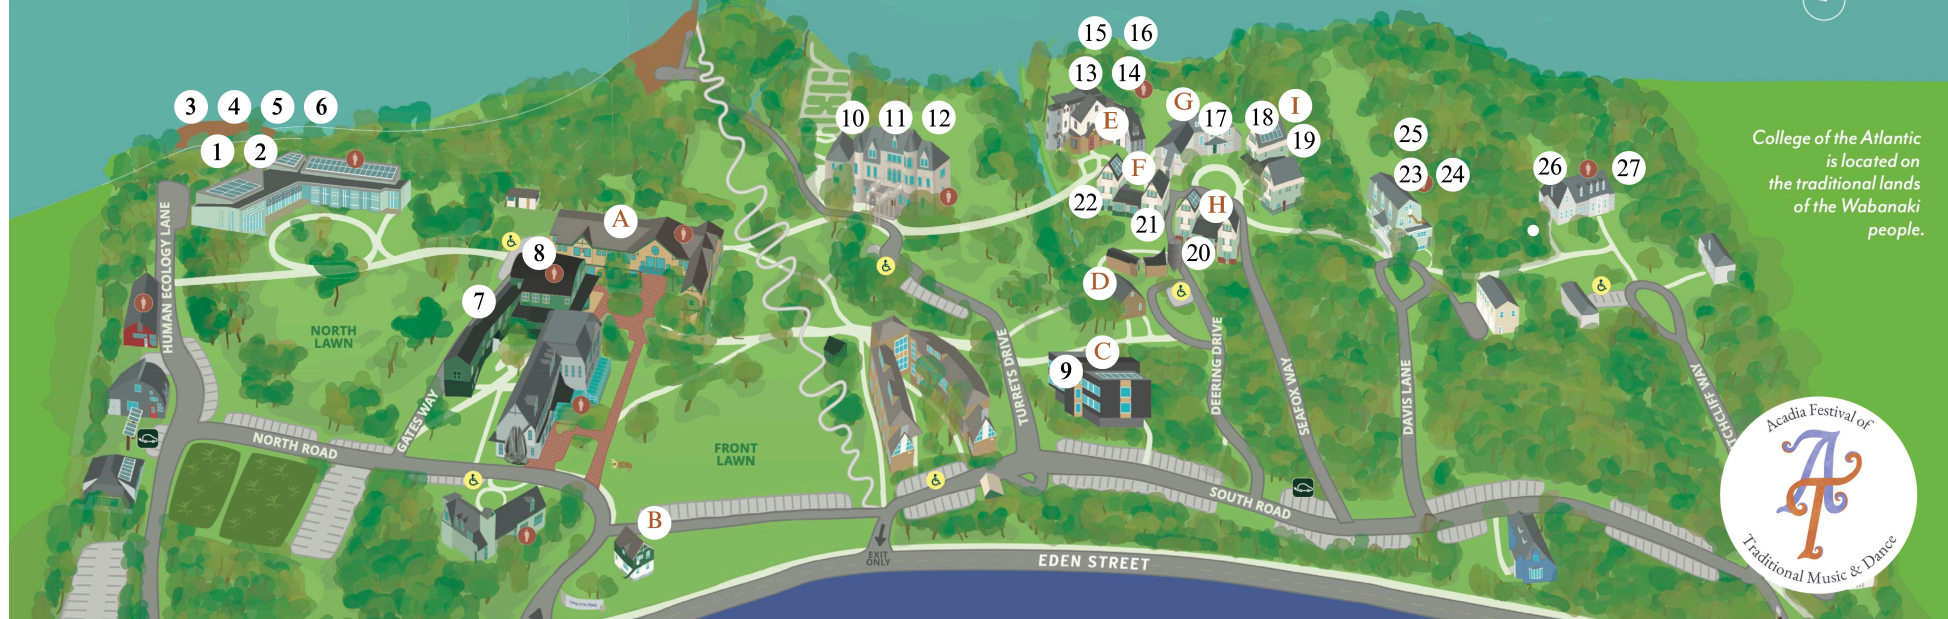 15 16
13 14
3 4 5 6
G
I
10 11 12
E
17
18
19
25
1 2
F
23 24
26
27
College of the Atlantic
is located on
the traditional lands
of the Wabanaki
people.
22
21
H
A
8
20
7
D
HUMAN ECOLOGY LANE
NORTH
LAWN
C
9
TURRETS DRIVE
DEERING DRIVE
SEAFOX WAY
DAVIS LANE
TCHCLIFF WAY
GATES WAY
NORTH ROAD
FRONT
LAWN
SOUTH ROAD
B
EXIT
ONLY
EDEN STREET
Acadia Festival of
AT
Traditional Music & Dance